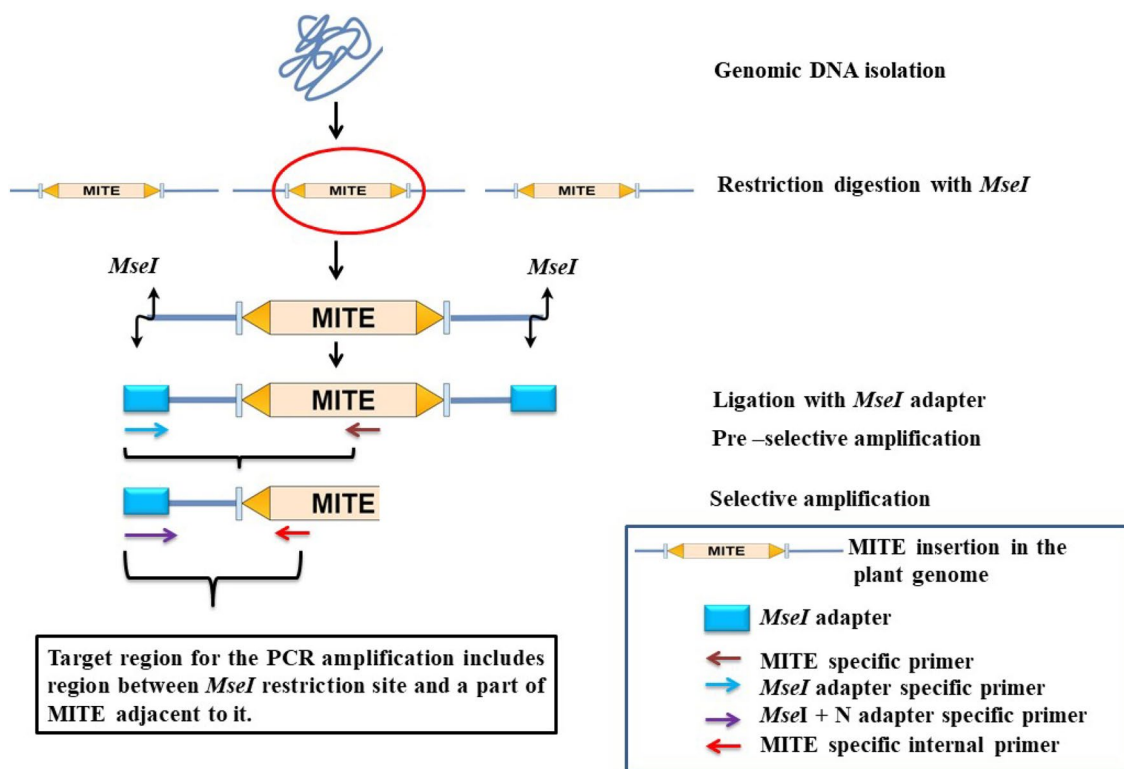 Genomic DNA isolation
MITE
MITE
MITE
Restriction digestion with MseI
MseI
MseI
MITE
MITE
Ligation with MseI adapter
Pre –selective amplification
MITE
Selective amplification
MITE
MITE insertion in the
plant genome
MseI adapter
MITE specific primer
MseI adapter specific primer
MseI + N adapter specific primer
MITE specific internal primer
Target region for the PCR amplification includes
region between MseI restriction site and a part of
MITE adjacent to it.